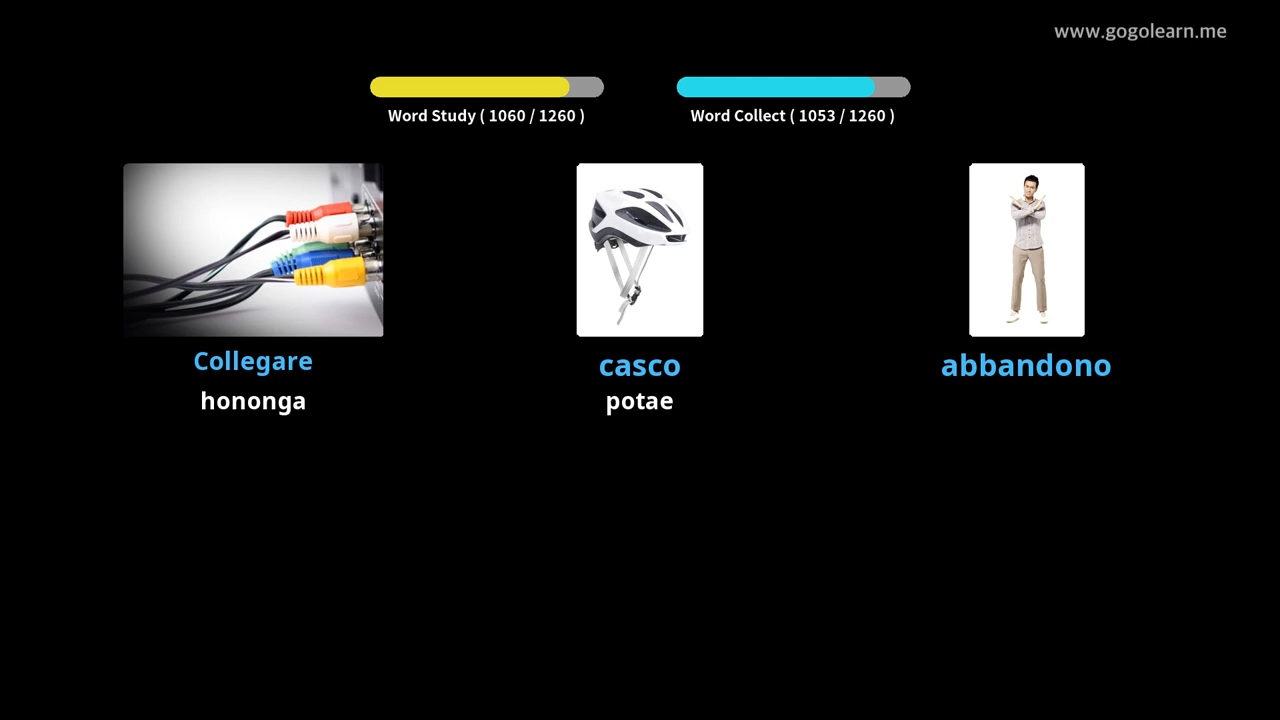 www.gogolearn.me
Word Study ( 1060 / 1260 )
Word Collect ( 1053 / 1260 )
Collegare
hononga
casco
potae
abbandono